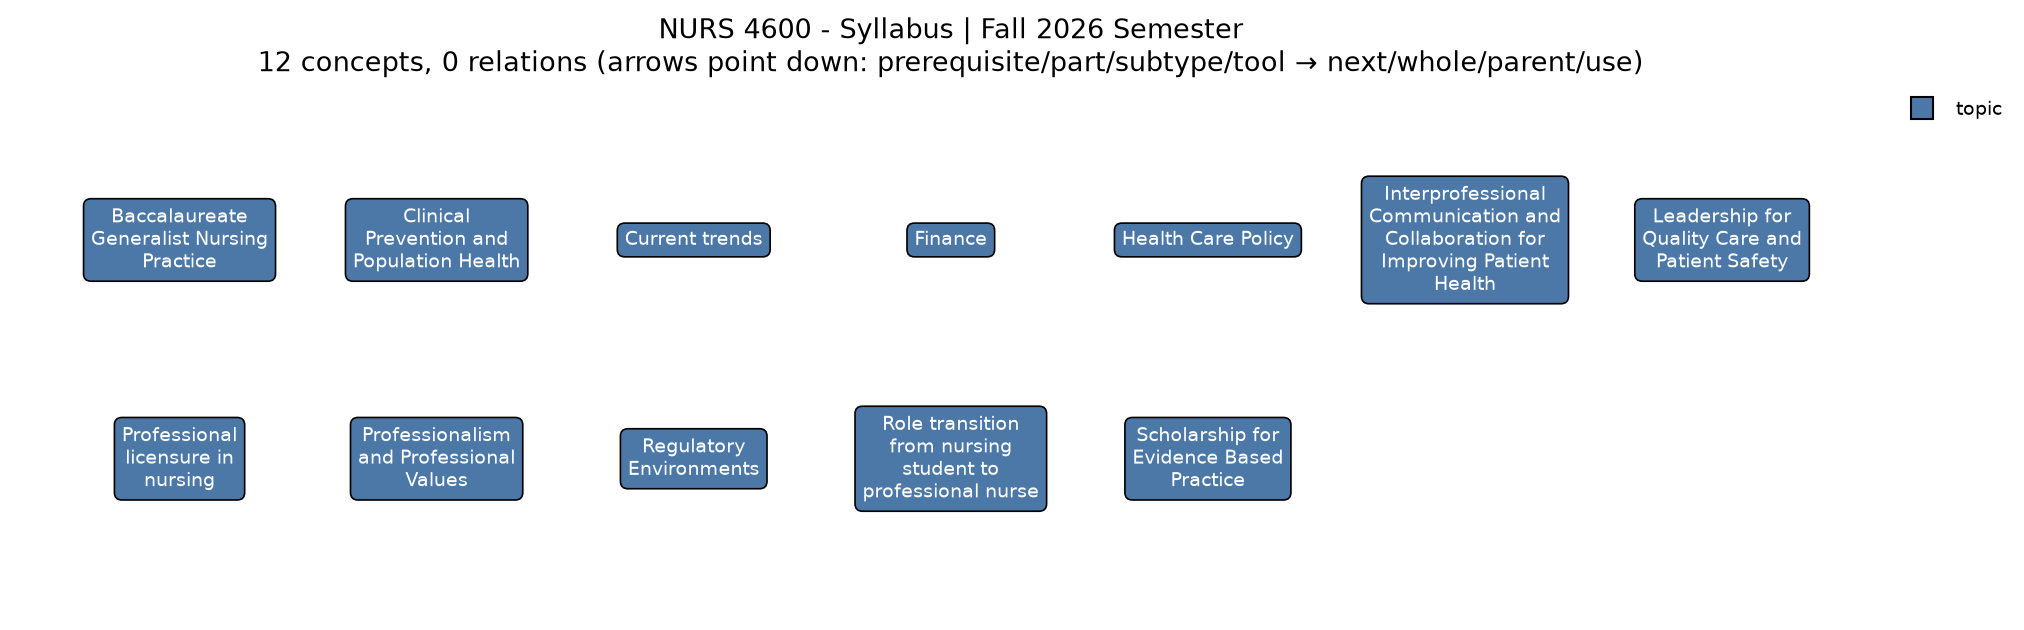 NURS 4600 - Syllabus | Fall 2026 Semester
12 concepts, 0 relations (arrows point down: prerequisite/part/subtype/tool → next/whole/parent/use)
topic
Baccalaureate
Generalist Nursing
Practice
Clinical
Prevention and
Population Health
Current trends
Finance
Health Care Policy
Interprofessional
Communication and
Collaboration for
Improving Patient
Health
Leadership for
Quality Care and
Patient Safety
Professional
licensure in
nursing
Professionalism
and Professional
Values
Regulatory
Environments
Role transition
from nursing
student to
professional nurse
Scholarship for
Evidence Based
Practice